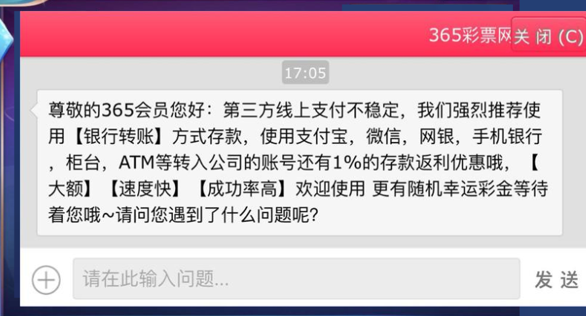 365彩票网
关 闭 (C)
17:05
尊敬的365会员您好：第三方线上支付不稳定，我们强烈推荐使
用【银行转账】方式存款，使用支付宝，微信，网银，手机银行
，柜台，ATM等转入公司的账号还有1%的存款返利优惠哦，【
大额】【速度快】【成功率高】欢迎使用 更有随机幸运彩金等待
着您哦~请问您遇到了什么问题呢?
请在此输入问题...
发 送